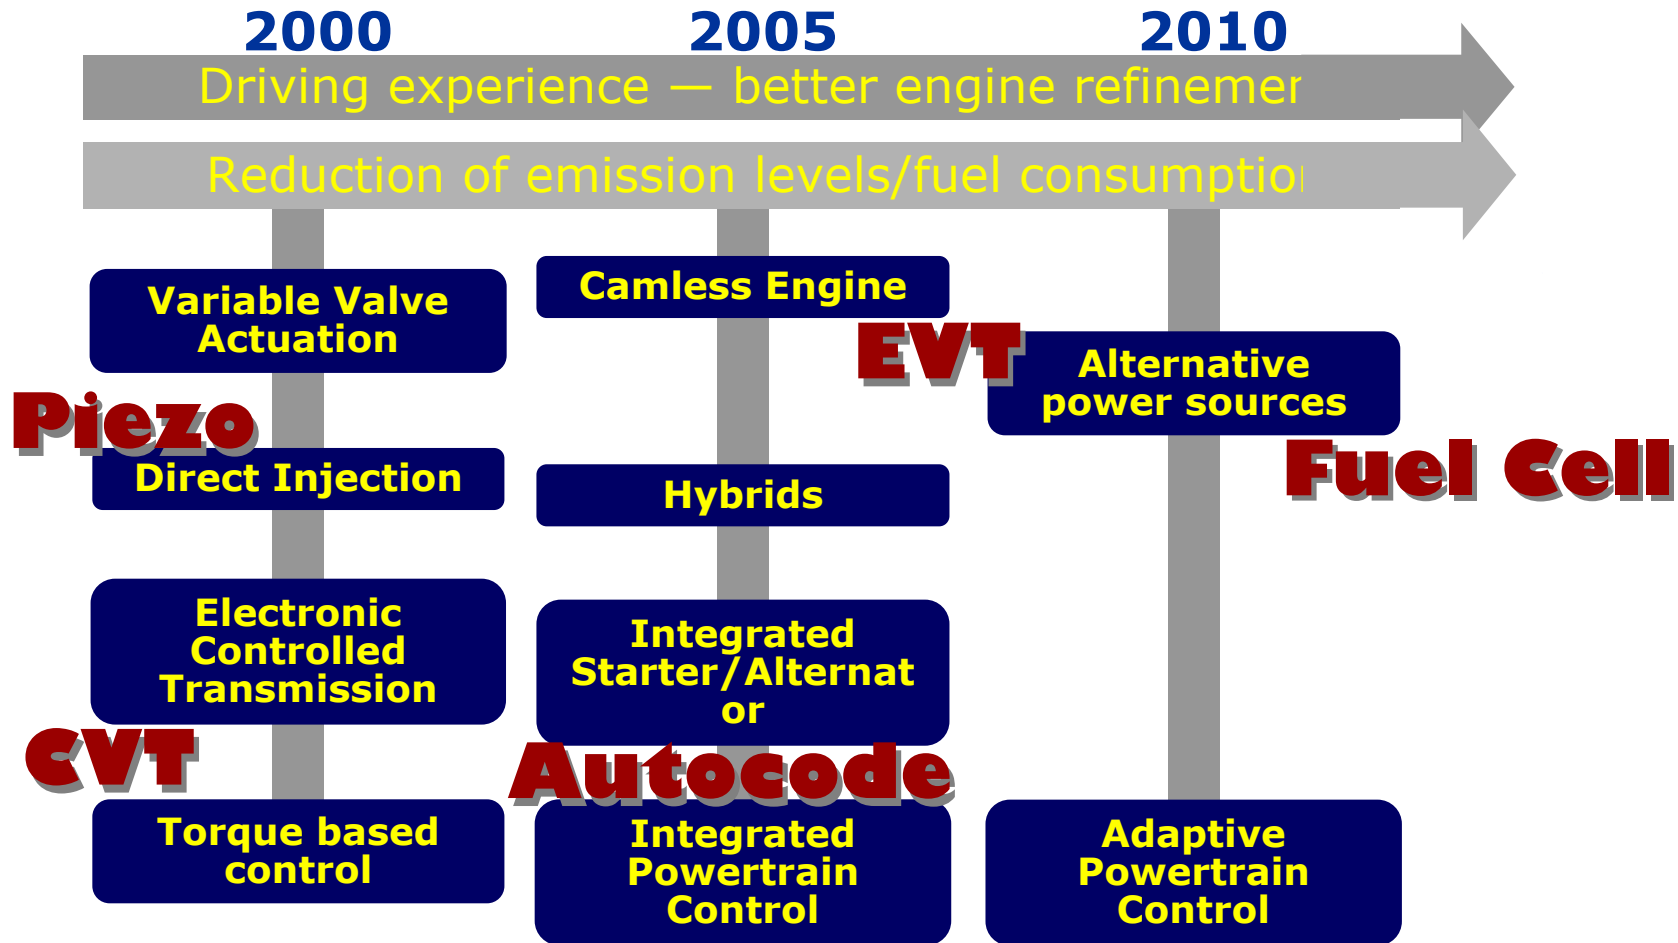 2000 2005 2010
Driving experience — better engine refinemer
Reduction of emission levels/fuel consumptio
Variable Valve
Actuation
Piezo
Direct Injection
Electronic
Controlled
Transmission
CVT
Torque based
control
Camless Engine
Hybrids
Integrated
Starter/Alternat
or
Autocode
Integrated
Powertrain
Control
EVT
Alternative
power sources
Fuel Cell
Adaptive
Powertrain
Control